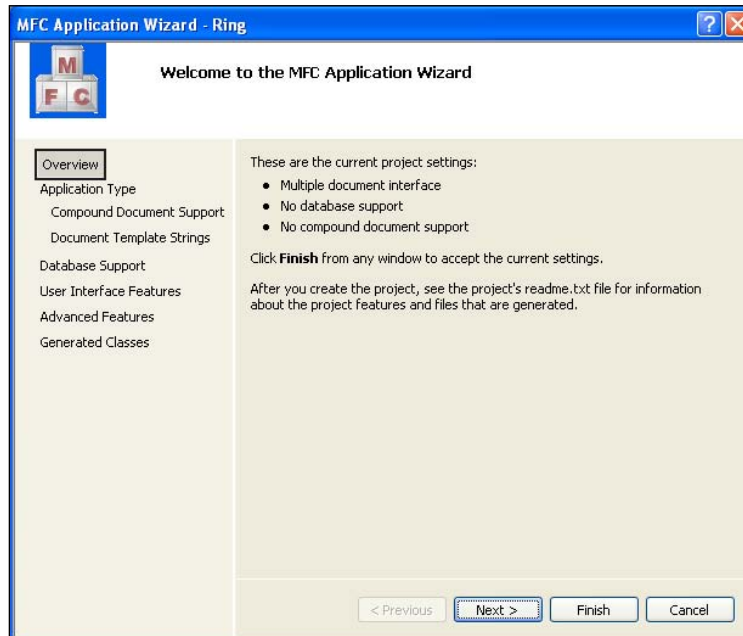 MFC Application Wizard - Ring
M
F C
Welcome to the MFC Application Wizard
Overview
Application Type
Compound Document Support
Document Template Strings
Database Support
User Interface Features
Advanced Features
Generated Classes
These are the current project settings:
• Multiple document interface
• No database support
• No compound document support
Click Finish from any window to accept the current settings.
After you create the project, see the project's readme.txt file for information
about the project features and files that are generated.
< Previous
Next >
Finish
Cancel